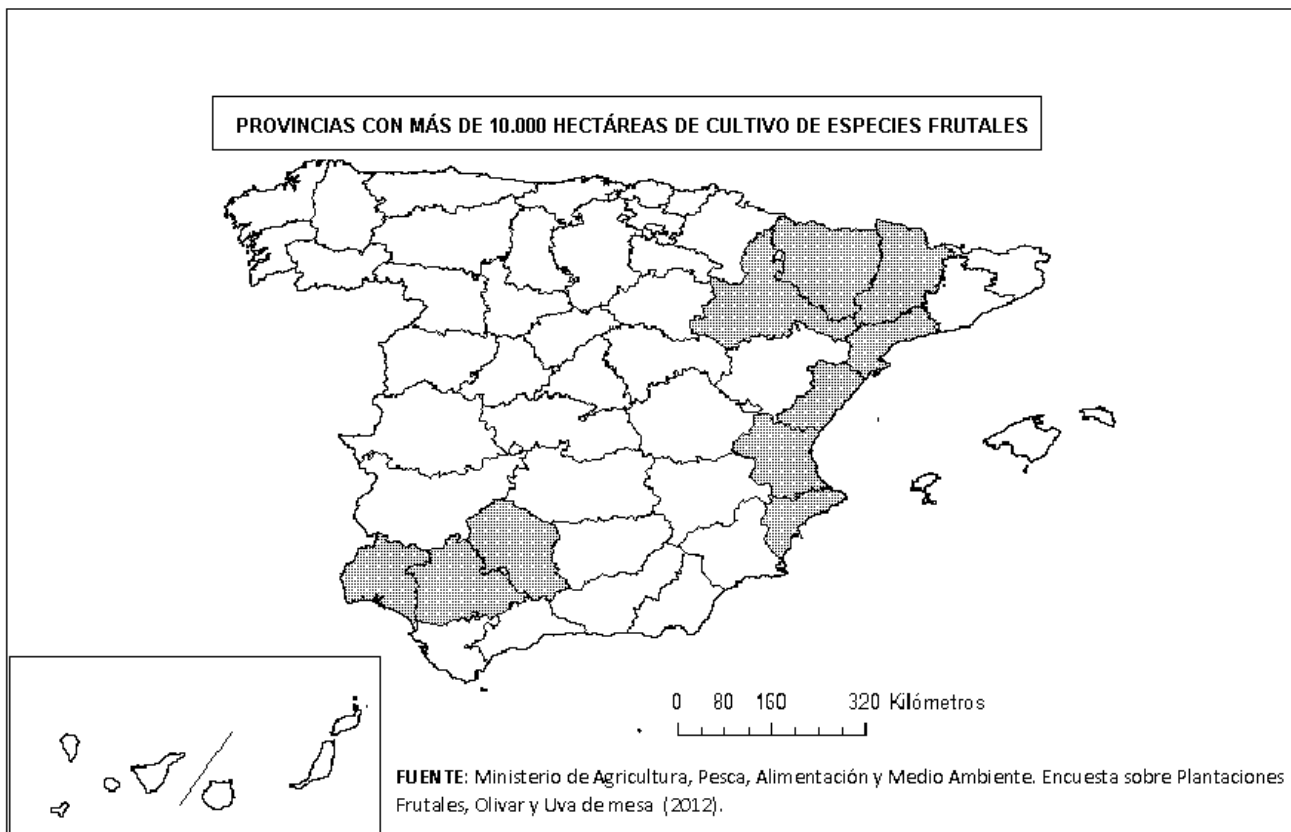 PROVINCIAS CON MÁS DE 10.000 HECTÁREAS DE CULTIVO DE ESPECIES FRUTALES
0 80 160 320 Kilómetros
FUENTE: Ministerio de Agricultura, Pesca, Alimentación y Medio Ambiente. Encuesta sobre Plantaciones
Frutales, Olivar y Uva de mesa (2012).